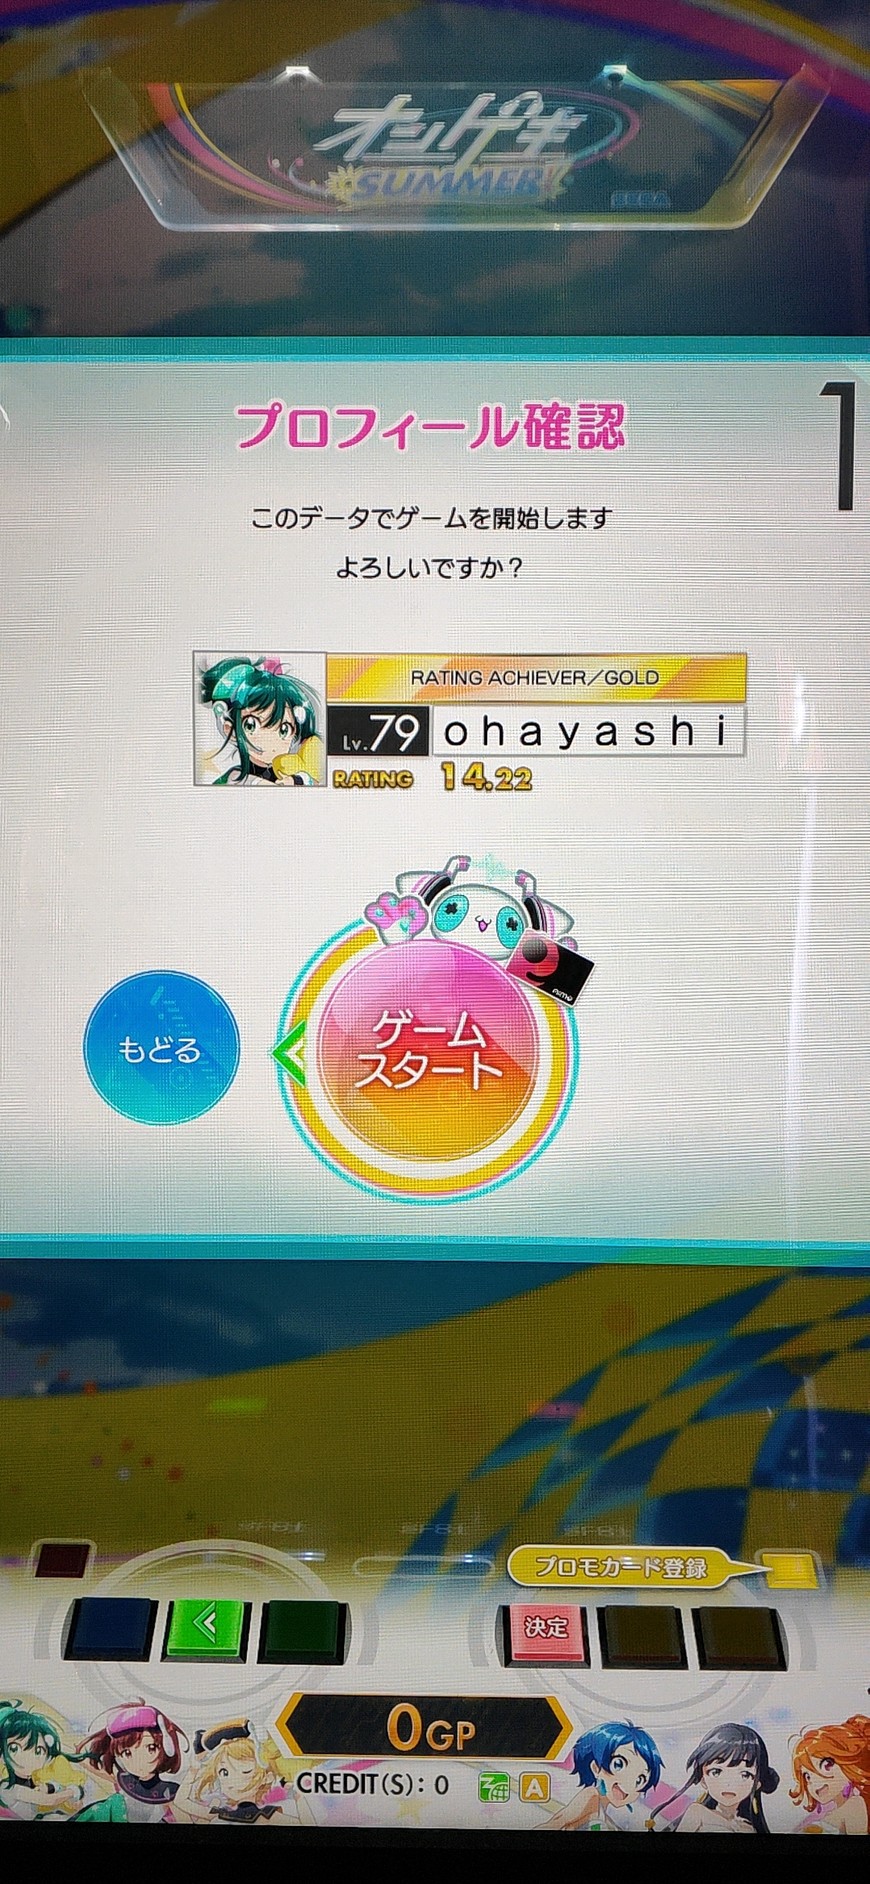 オンゲキ
SUMMER
SEGA
プロフィール確認
1
このデータでゲームを開始します
よろしいですか？
RATING ACHIEVER／GOLD
Lv.79 ohayashi
RATING 14.22
Aime
もどる
ゲーム
スタート
プロモカード登録
決定
0GP
CREDIT(S): 0
A